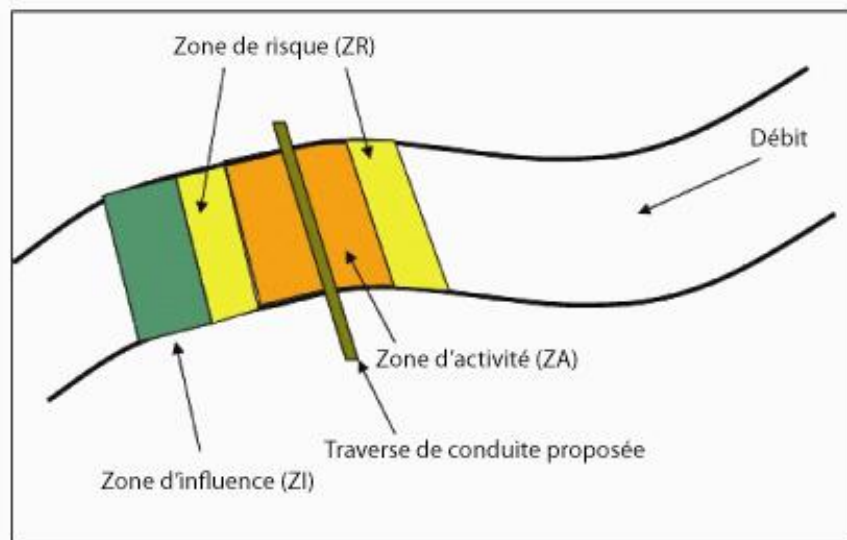 Zone de risque (ZR)
Débit
Zone d’activité (ZA)
Traverse de conduite proposée
Zone d’influence (ZI)